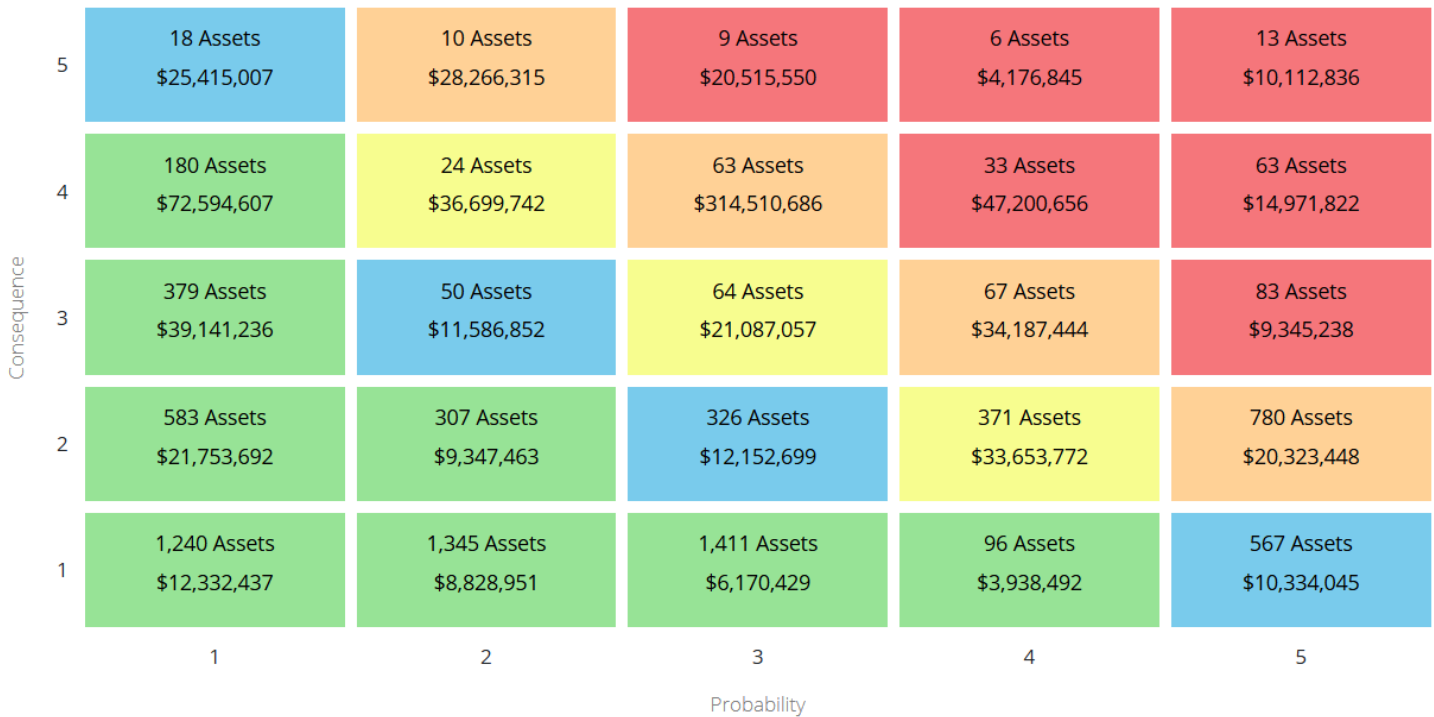 18 Assets
$25,415,007
10 Assets
$28,266,315
9 Assets
$20,515,550
6 Assets
$4,176,845
13 Assets
$10,112,836
5
180 Assets
$72,594,607
24 Assets
$36,699,742
63 Assets
$314,510,686
33 Assets
$47,200,656
63 Assets
$14,971,822
4
379 Assets
$39,141,236
50 Assets
$11,586,852
64 Assets
$21,087,057
67 Assets
$34,187,444
83 Assets
$9,345,238
3
Consequence
583 Assets
$21,753,692
307 Assets
$9,347,463
326 Assets
$12,152,699
371 Assets
$33,653,772
780 Assets
$20,323,448
2
1,240 Assets
$12,332,437
1,345 Assets
$8,828,951
1,411 Assets
$6,170,429
96 Assets
$3,938,492
567 Assets
$10,334,045
1
1
2
3
4
5
Probability